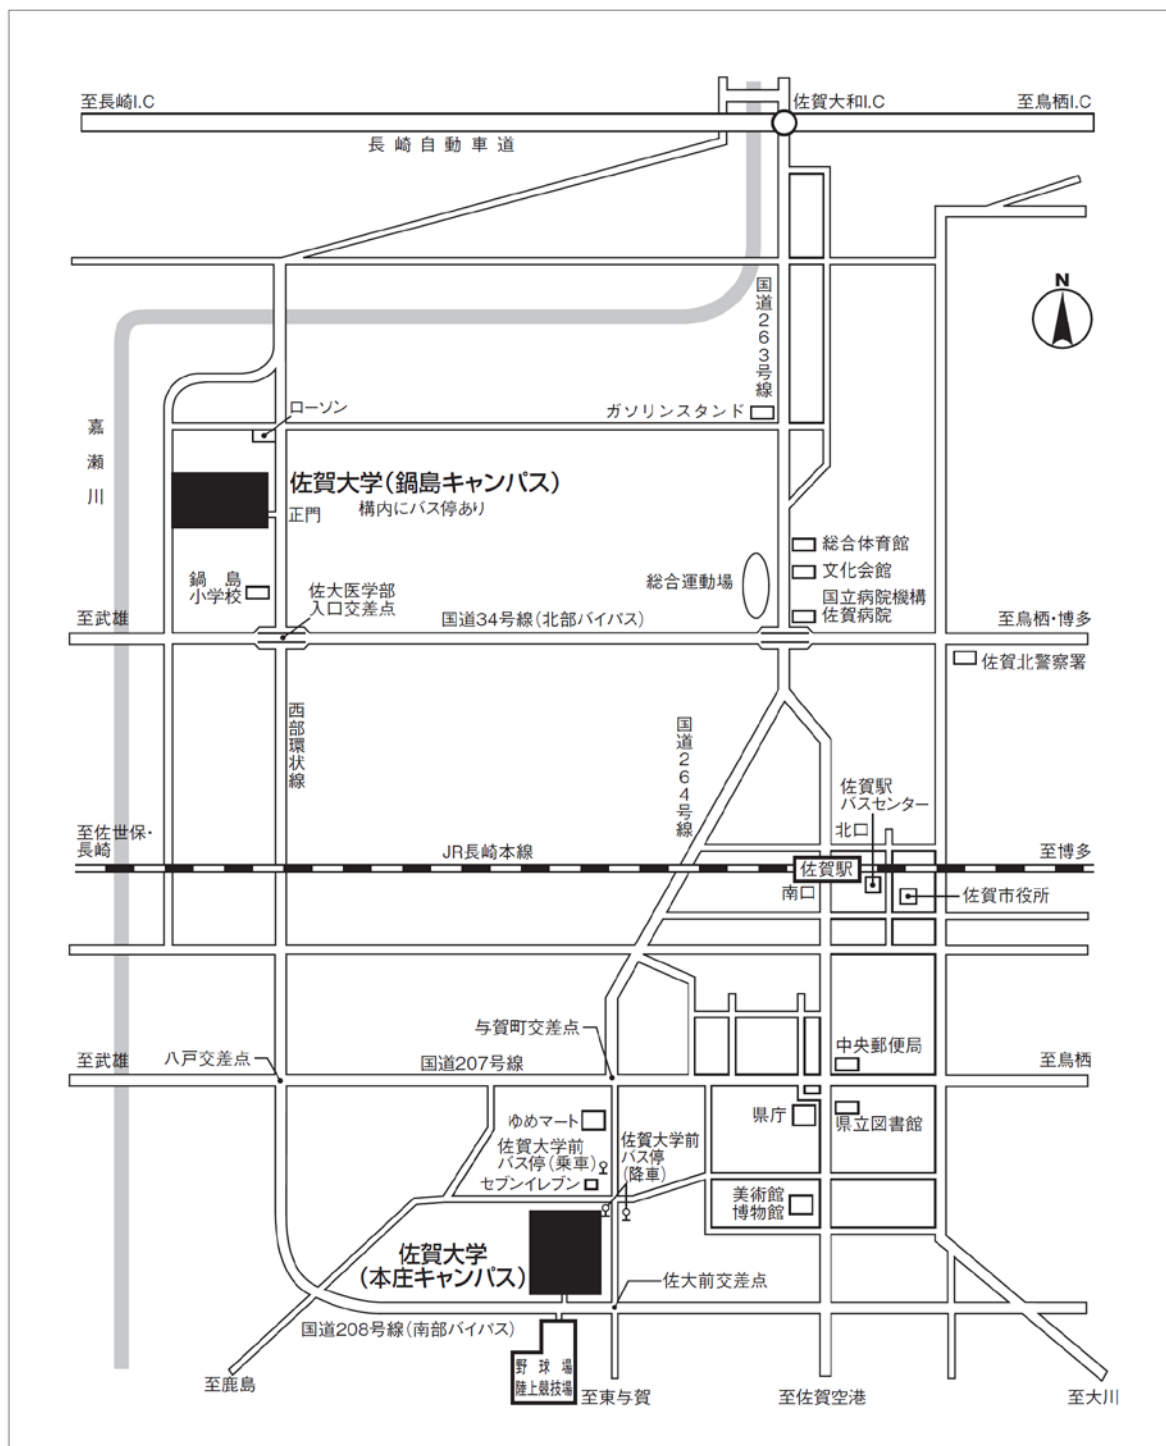 至長崎I.C
佐賀大和I.C
至鳥栖I.C
長崎自動車道
国道263号線
N
ローソン
ガソリンスタンド
嘉瀬川
佐賀大学(鍋島キャンパス)
構内にバス停あり
正門
総合体育館
文化会館
鍋島
小学校
佐大医学部
入口交差点
総合運動場
国立病院機構
佐賀病院
至武雄
国道34号線(北部バイパス)
至鳥栖・博多
佐賀北警察署
西部環状線
国道264号線
佐賀駅
バスセンター
北口
至佐世保・
長崎
JR長崎本線
至博多
佐賀駅
南口
佐賀市役所
与賀町交差点
中央郵便局
至武雄
八戸交差点
国道207号線
至鳥栖
ゆめマート
県庁
県立図書館
佐賀大学前
バス停(乗車)
佐賀大学前
バス停
(降車)
セブンイレブン
美術館
博物館
佐賀大学
(本庄キャンパス)
佐大前交差点
国道208号線(南部バイパス)
野球場
陸上競技場
至鹿島
至東与賀
至佐賀空港
至大川